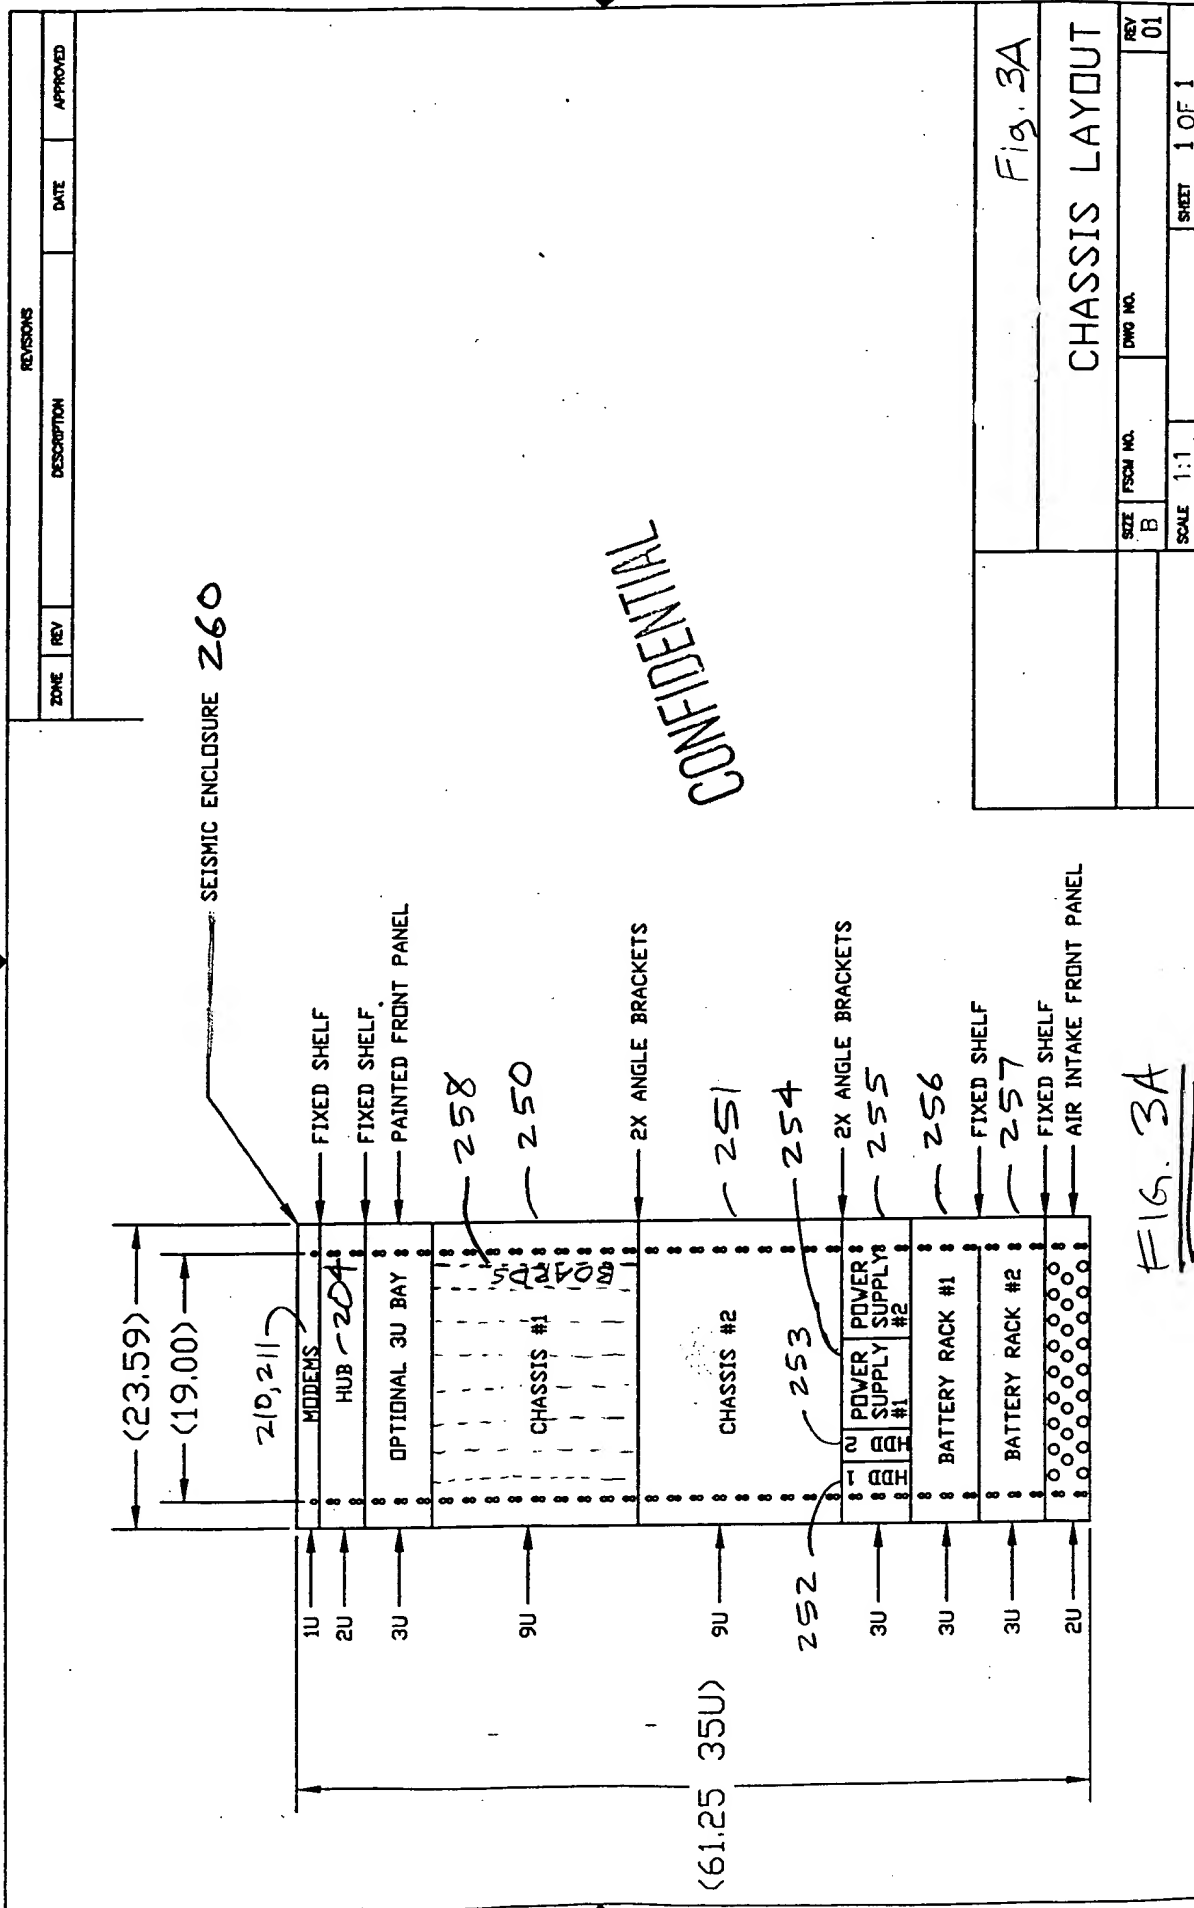 REVISIONS
ZONE
REV
DESCRIPTION
DATE
APPROVED
(23.59)
(19.00)
SEISMIC ENCLOSURE 260
210,211
1U
MODEMS
FIXED SHELF
2U
HUB 204
FIXED SHELF
3U
OPTIONAL 3U BAY
PAINTED FRONT PANEL
258
BOARDS
9U
CHASSIS #1
250
2X ANGLE BRACKETS
9U
CHASSIS #2
251
(61.25 35U)
252
253
254
2X ANGLE BRACKETS
3U
HDD 1
HDD 2
POWER SUPPLY #1
POWER SUPPLY #2
255
3U
BATTERY RACK #1
256
FIXED SHELF
3U
BATTERY RACK #2
257
FIXED SHELF
2U
AIR INTAKE FRONT PANEL
CONFIDENTIAL
FIG. 3A
Fig. 3A
CHASSIS LAYOUT
SIZE
B
FSCM NO.
DWG NO.
REV
01
SCALE 1:1
SHEET 1 OF 1